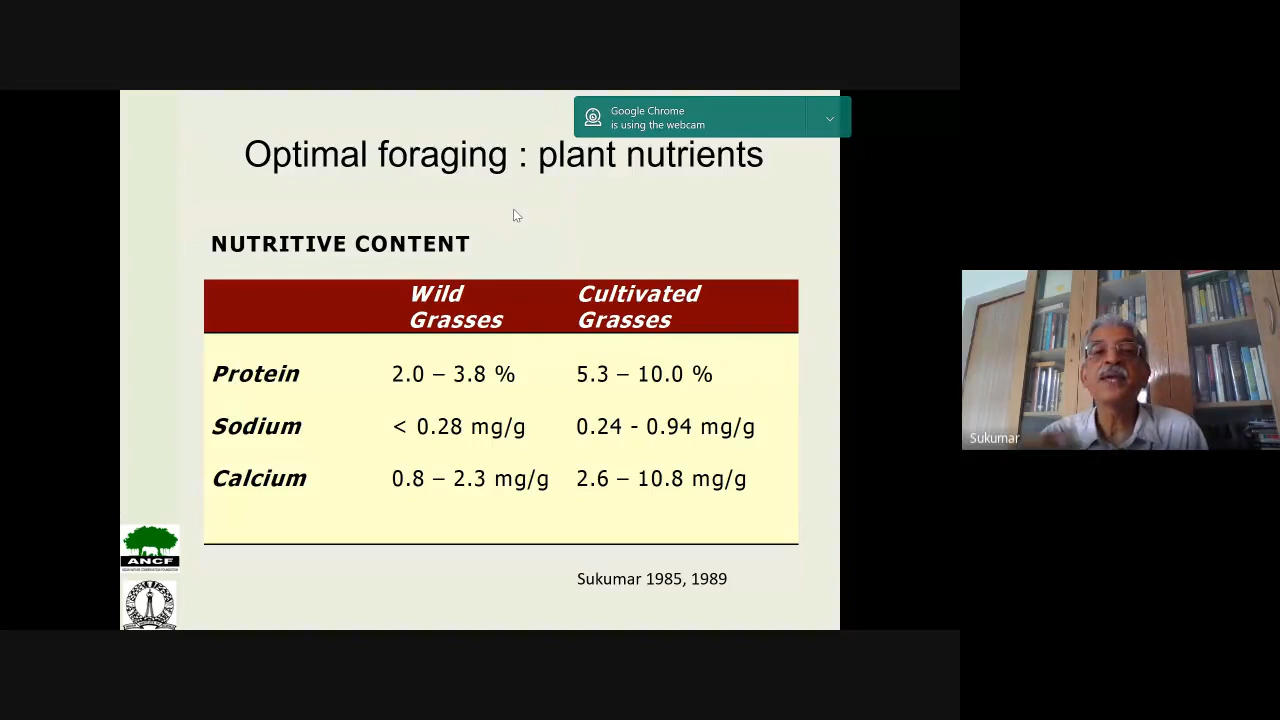 Google Chrome
is using the webcam
Optimal foraging : plant nutrients
NUTRITIVE CONTENT
Wild Grasses
Cultivated Grasses
Protein 2.0 – 3.8 % 5.3 – 10.0 %
Sodium < 0.28 mg/g 0.24 - 0.94 mg/g
Calcium 0.8 – 2.3 mg/g 2.6 – 10.8 mg/g
Sukumar
ANCF
Sukumar 1985, 1989